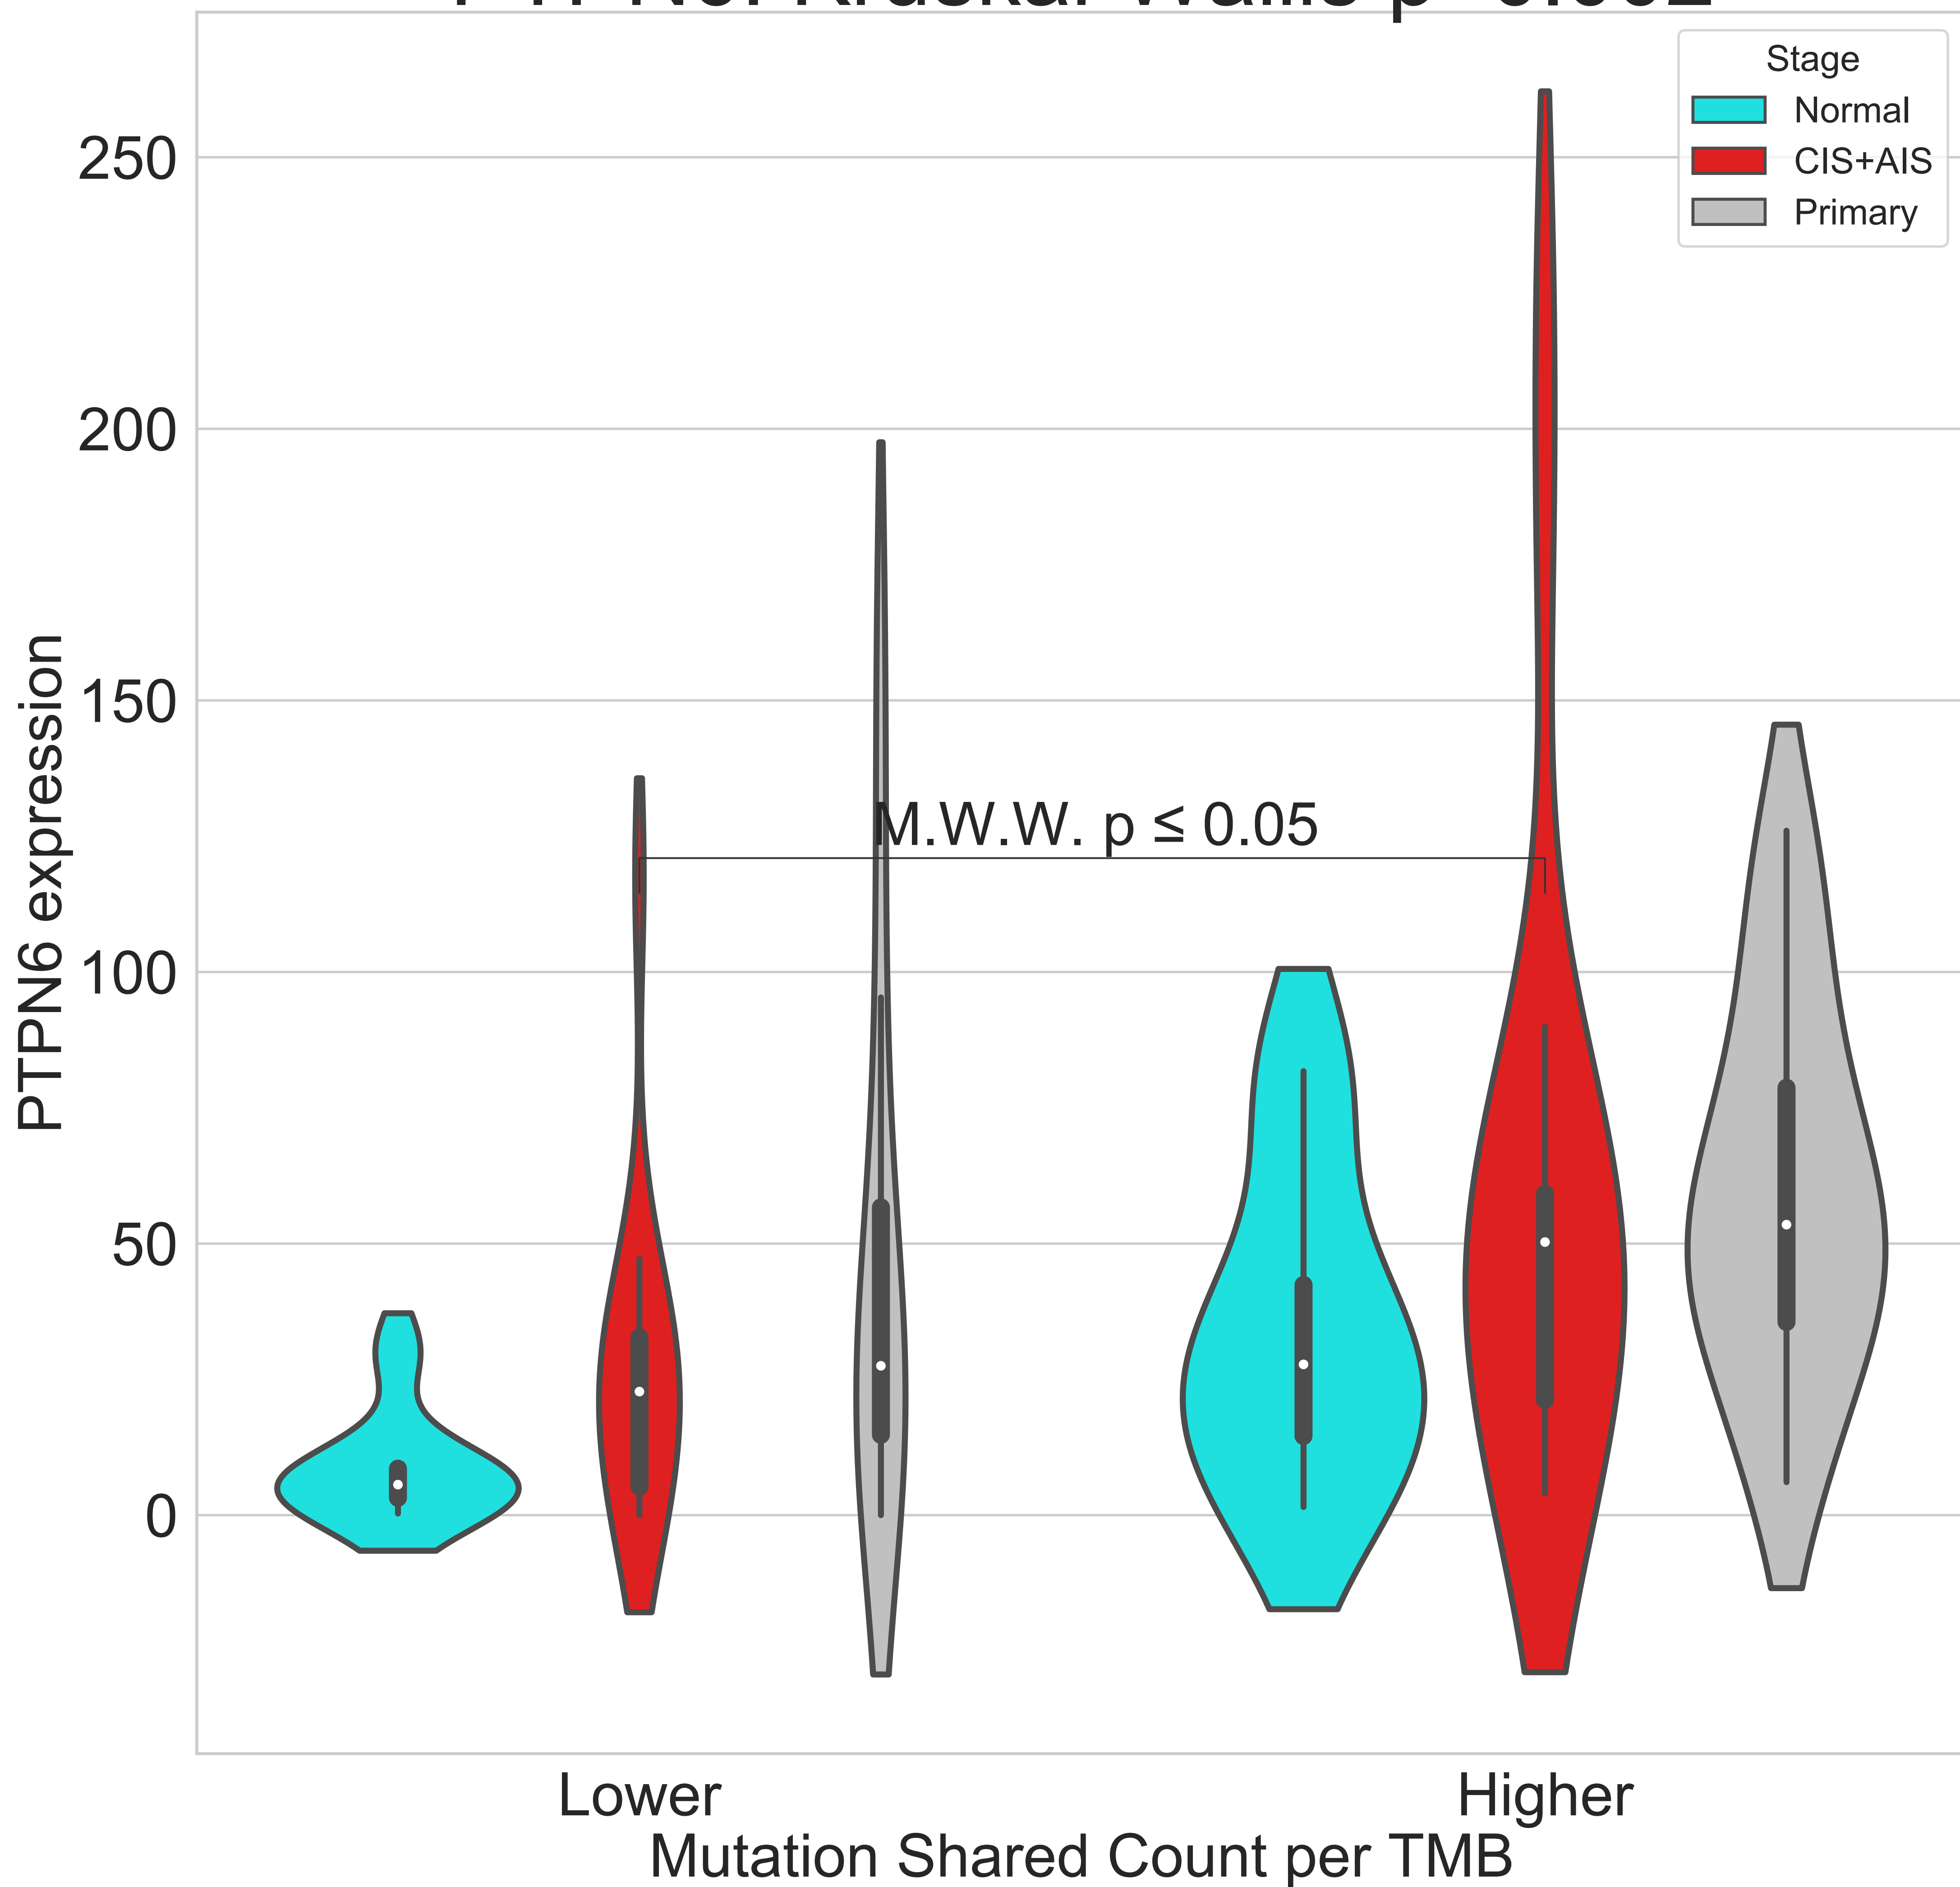 Stage
Normal
CIS+AIS
Primary
250
200
150
100
50
0
PTPN6 expression
M.W.W. p ≤ 0.05
Lower
Higher
Mutation Shared Count per TMB